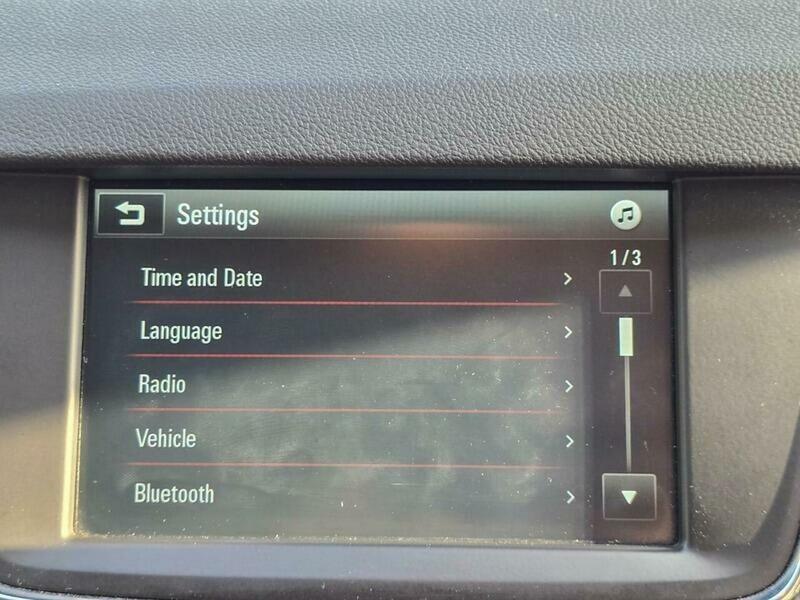 Settings
1/3
Time and Date
Language
Radio
Vehicle
Bluetooth